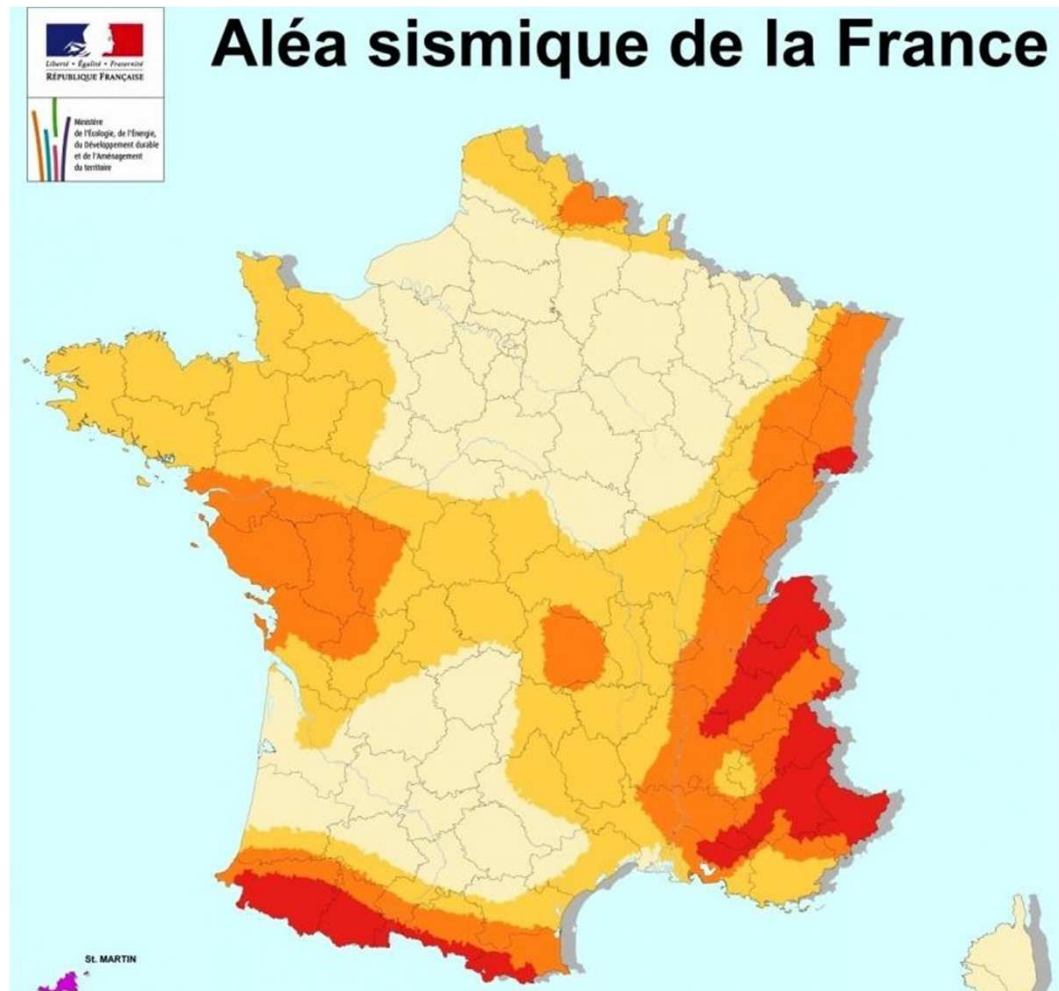 Aléa sismique de la France
Liberté • Égalité • Fraternité
RÉPUBLIQUE FRANÇAISE
Ministère
de l'Écologie, de l'Énergie,
du Développement durable
et de l'Aménagement
du territoire
St. MARTIN